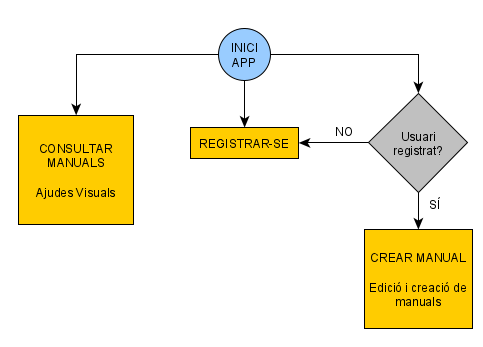 INICI
APP
CONSULTAR
MANUALS
Ajudes Visuals
REGISTRAR-SE
NO
Usuari
registrat?
SÍ
CREAR MANUAL
Edició i creació de
manuals